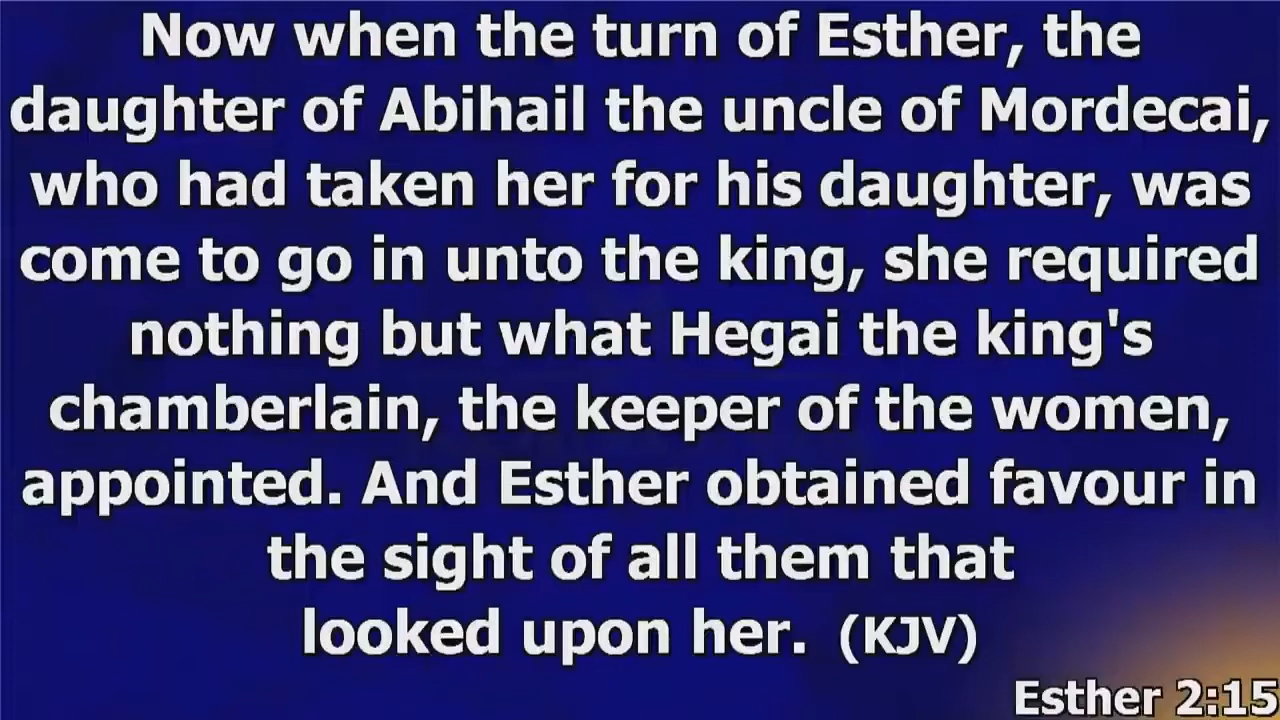 Now when the turn of Esther, the
daughter of Abihail the uncle of Mordecai,
who had taken her for his daughter, was
come to go in unto the king, she required
nothing but what Hegai the king's
chamberlain, the keeper of the women,
appointed. And Esther obtained favour in
the sight of all them that
looked upon her. (KJV)
Esther 2:15